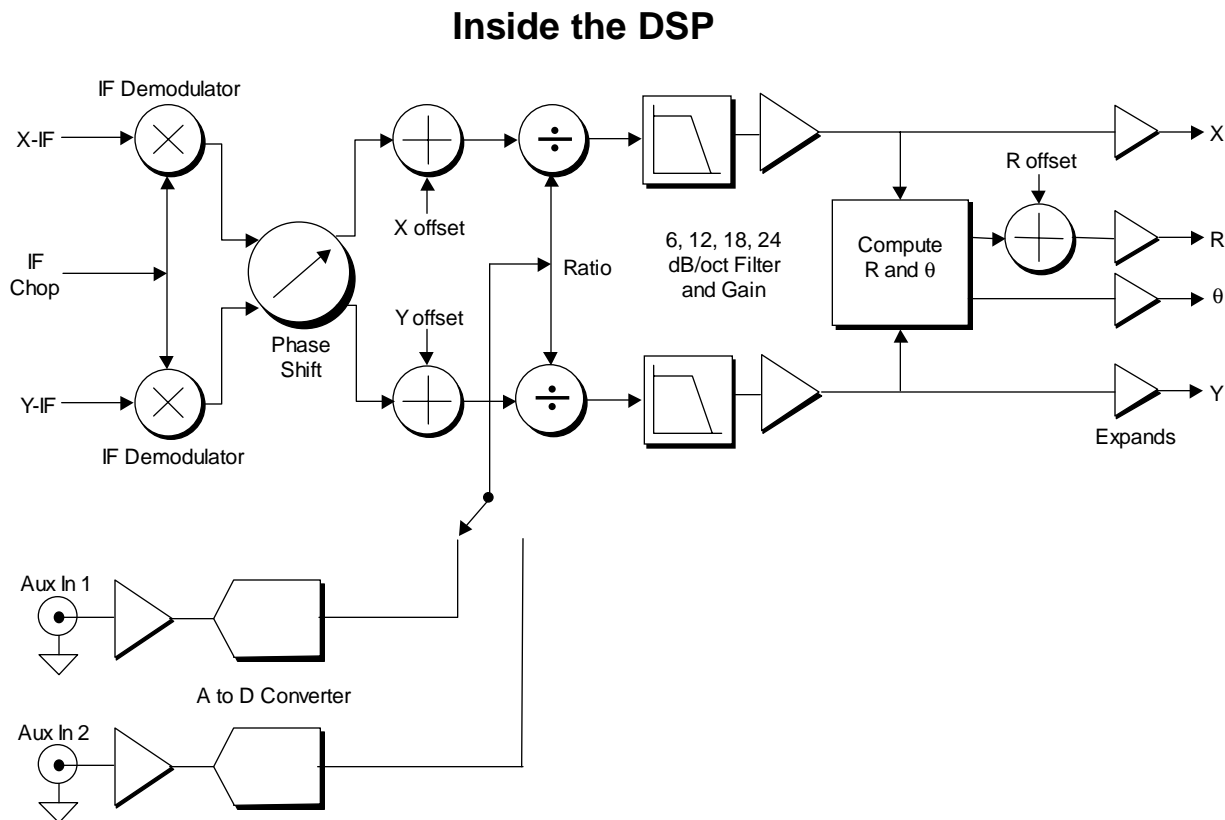 Inside the DSP
IF Demodulator
X-IF
X
R offset
X offset
IF
Chop
Ratio
6, 12, 18, 24
dB/oct Filter
and Gain
Compute
R and θ
R
θ
Y offset
Phase
Shift
Y-IF
Y
IF Demodulator
Expands
Aux In 1
A to D Converter
Aux In 2